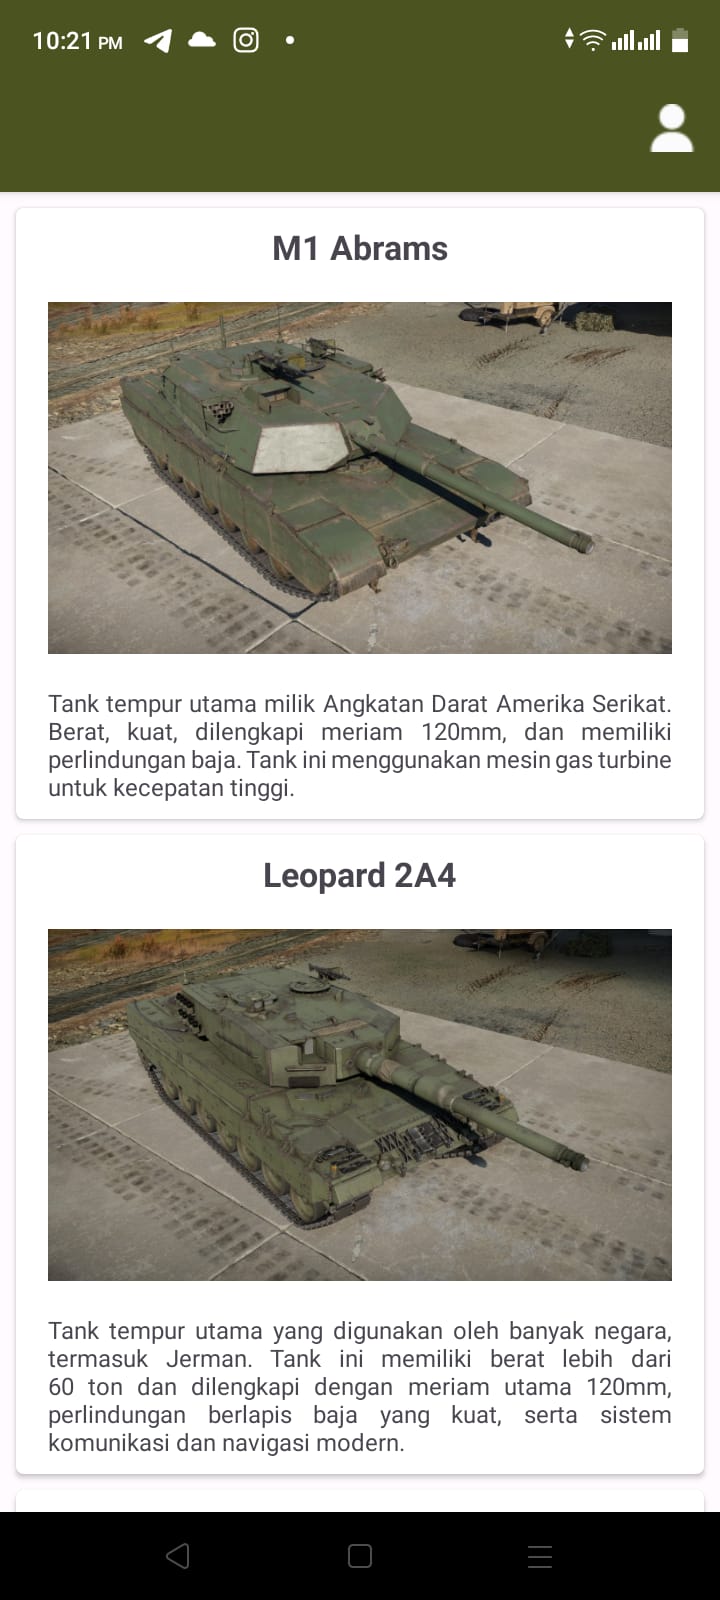 10:21 PM
M1 Abrams
Tank tempur utama milik Angkatan Darat Amerika Serikat.
Berat, kuat, dilengkapi meriam 120mm, dan memiliki
perlindungan baja. Tank ini menggunakan mesin gas turbine
untuk kecepatan tinggi.
Leopard 2A4
Tank tempur utama yang digunakan oleh banyak negara,
termasuk Jerman. Tank ini memiliki berat lebih dari
60 ton dan dilengkapi dengan meriam utama 120mm,
perlindungan berlapis baja yang kuat, serta sistem
komunikasi dan navigasi modern.